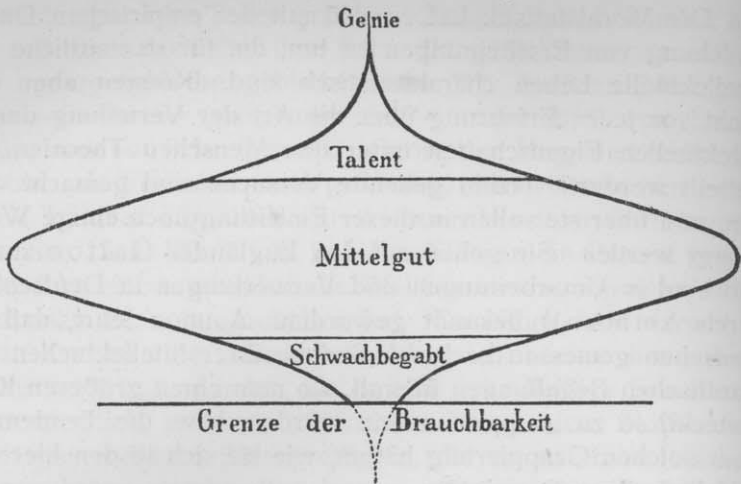 Genie
Talent
Mittelgut
Schwachbegabt
Grenze der Brauchbarkeit